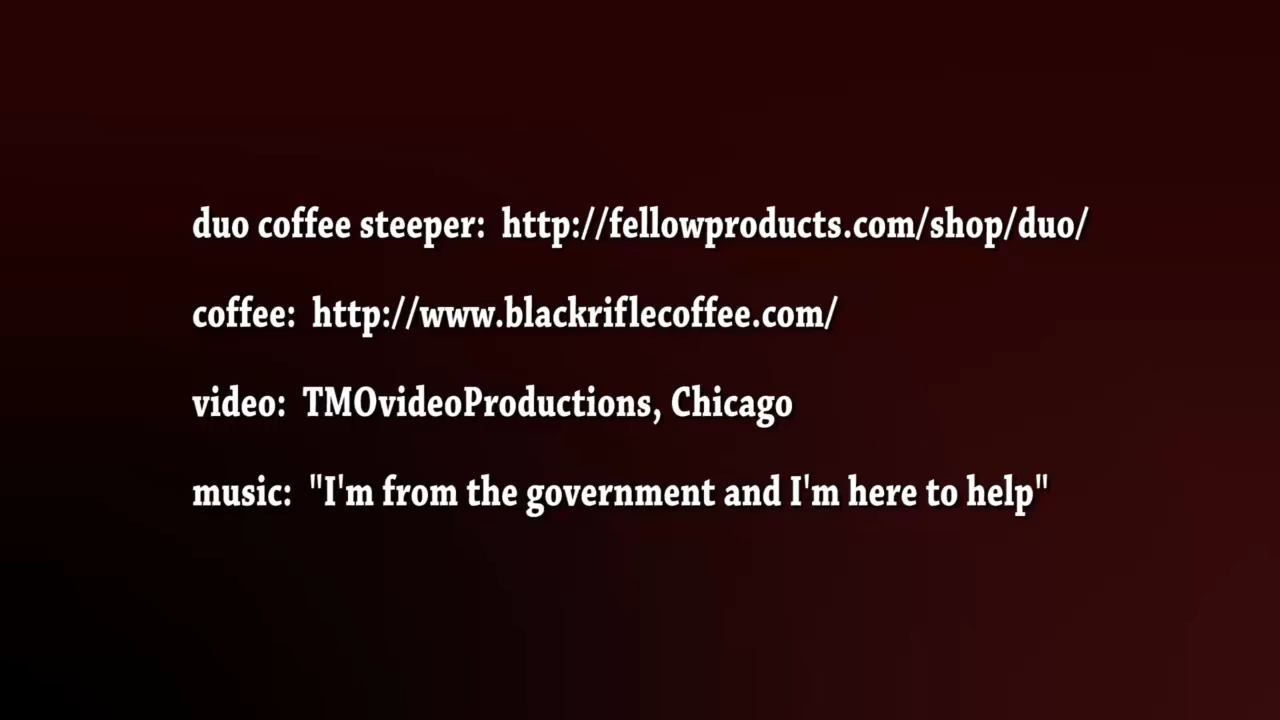 duo coffee steeper:  http://fellowproducts.com/shop/duo/
coffee:  http://www.blackriflecoffee.com/
video:  TMOvideoProductions, Chicago
music:  "I'm from the government and I'm here to help"